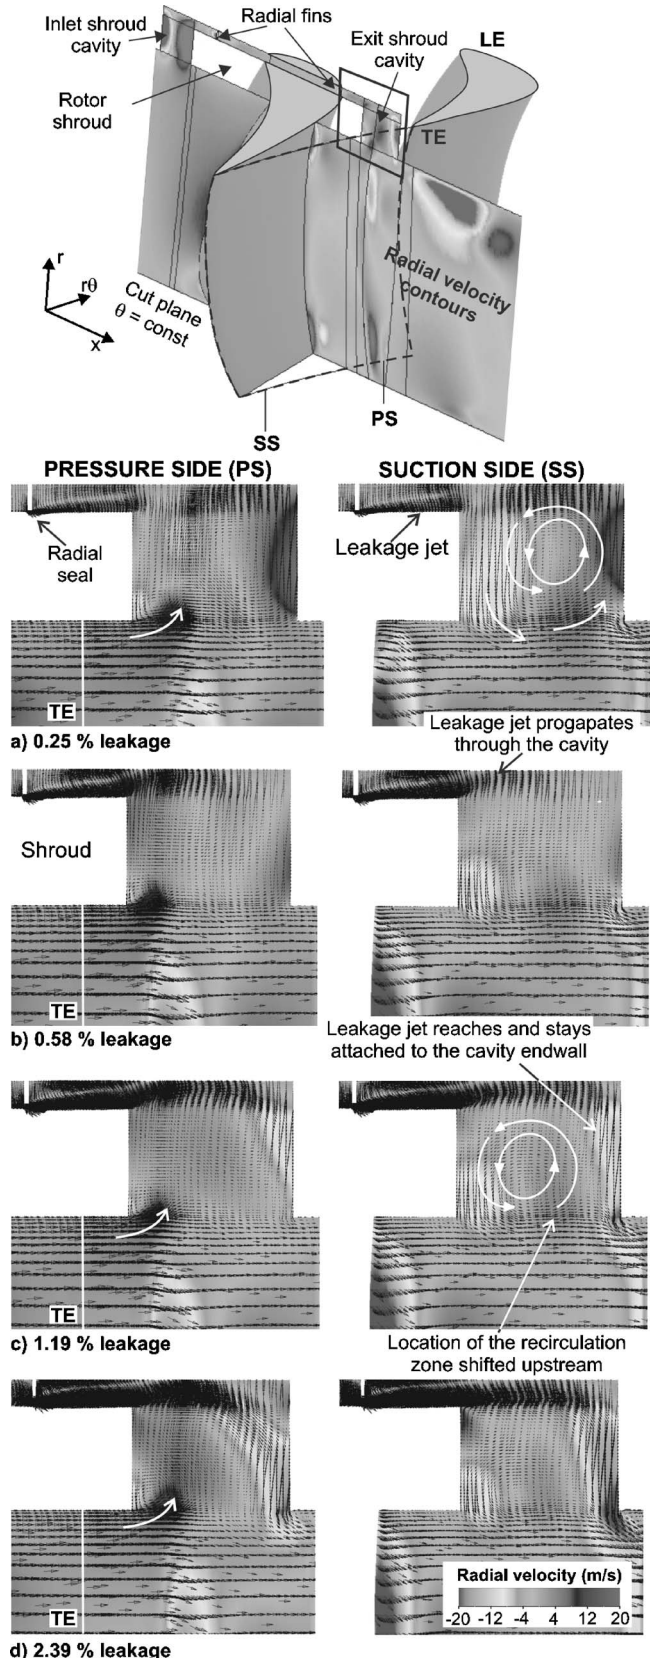 Radial fins
Inlet shroud
cavity
Exit shroud
cavity
LE
Rotor
shroud
TE
r
rθ
x
Cut plane
θ = const
Radial velocity
contours
PS
SS
PRESSURE SIDE (PS)
SUCTION SIDE (SS)
Radial
seal
Leakage jet
TE
a) 0.25 % leakage
Leakage jet progapates
through the cavity
Shroud
TE
b) 0.58 % leakage
Leakage jet reaches and stays
attached to the cavity endwall
TE
c) 1.19 % leakage
Location of the recirculation
zone shifted upstream
Radial velocity (m/s)
-20 -12 -4 4 12 20
TE
d) 2.39 % leakage